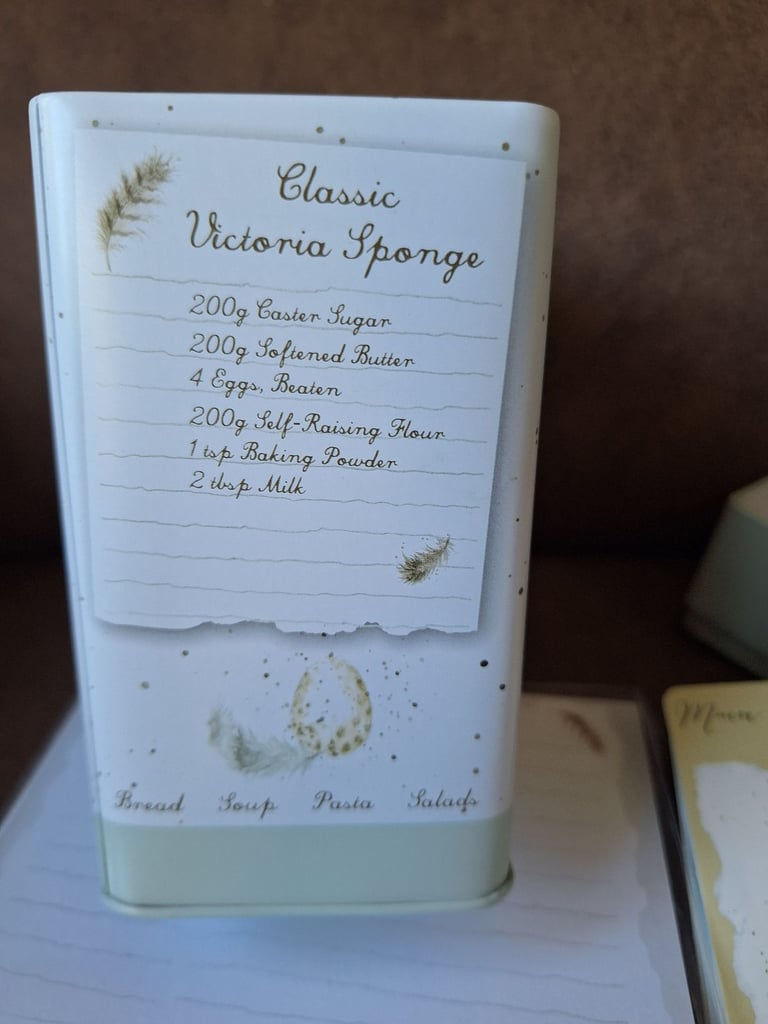 Classic
Victoria Sponge
200g Caster Sugar
200g Softened Butter
4 Eggs, Beaten
200g Self-Raising Flour
1 tsp Baking Powder
2 tbsp Milk
Bread Soup Pasta Salads